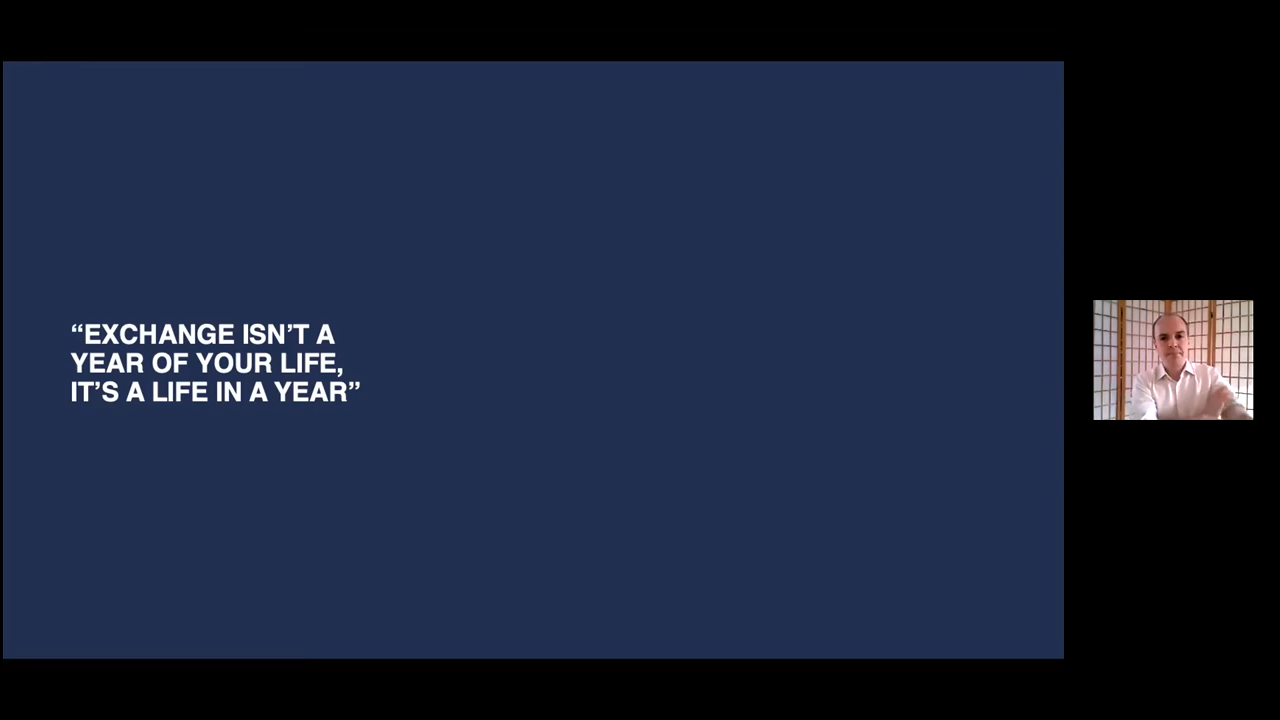 “EXCHANGE ISN’T A
YEAR OF YOUR LIFE,
IT’S A LIFE IN A YEAR”